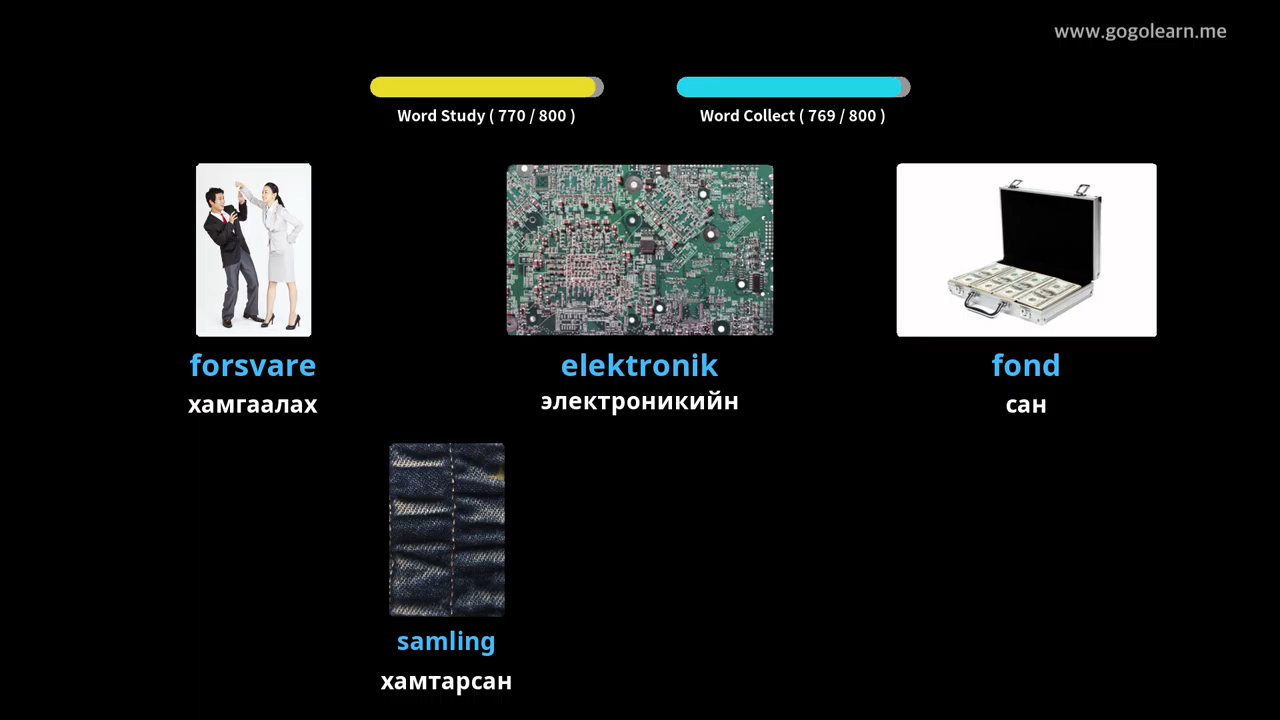 www.gogolearn.me
Word Study ( 770 / 800 )
Word Collect ( 769 / 800 )
forsvare
elektronik
fond
хамгаалах
электроникийн
сан
samling
хамтарсан